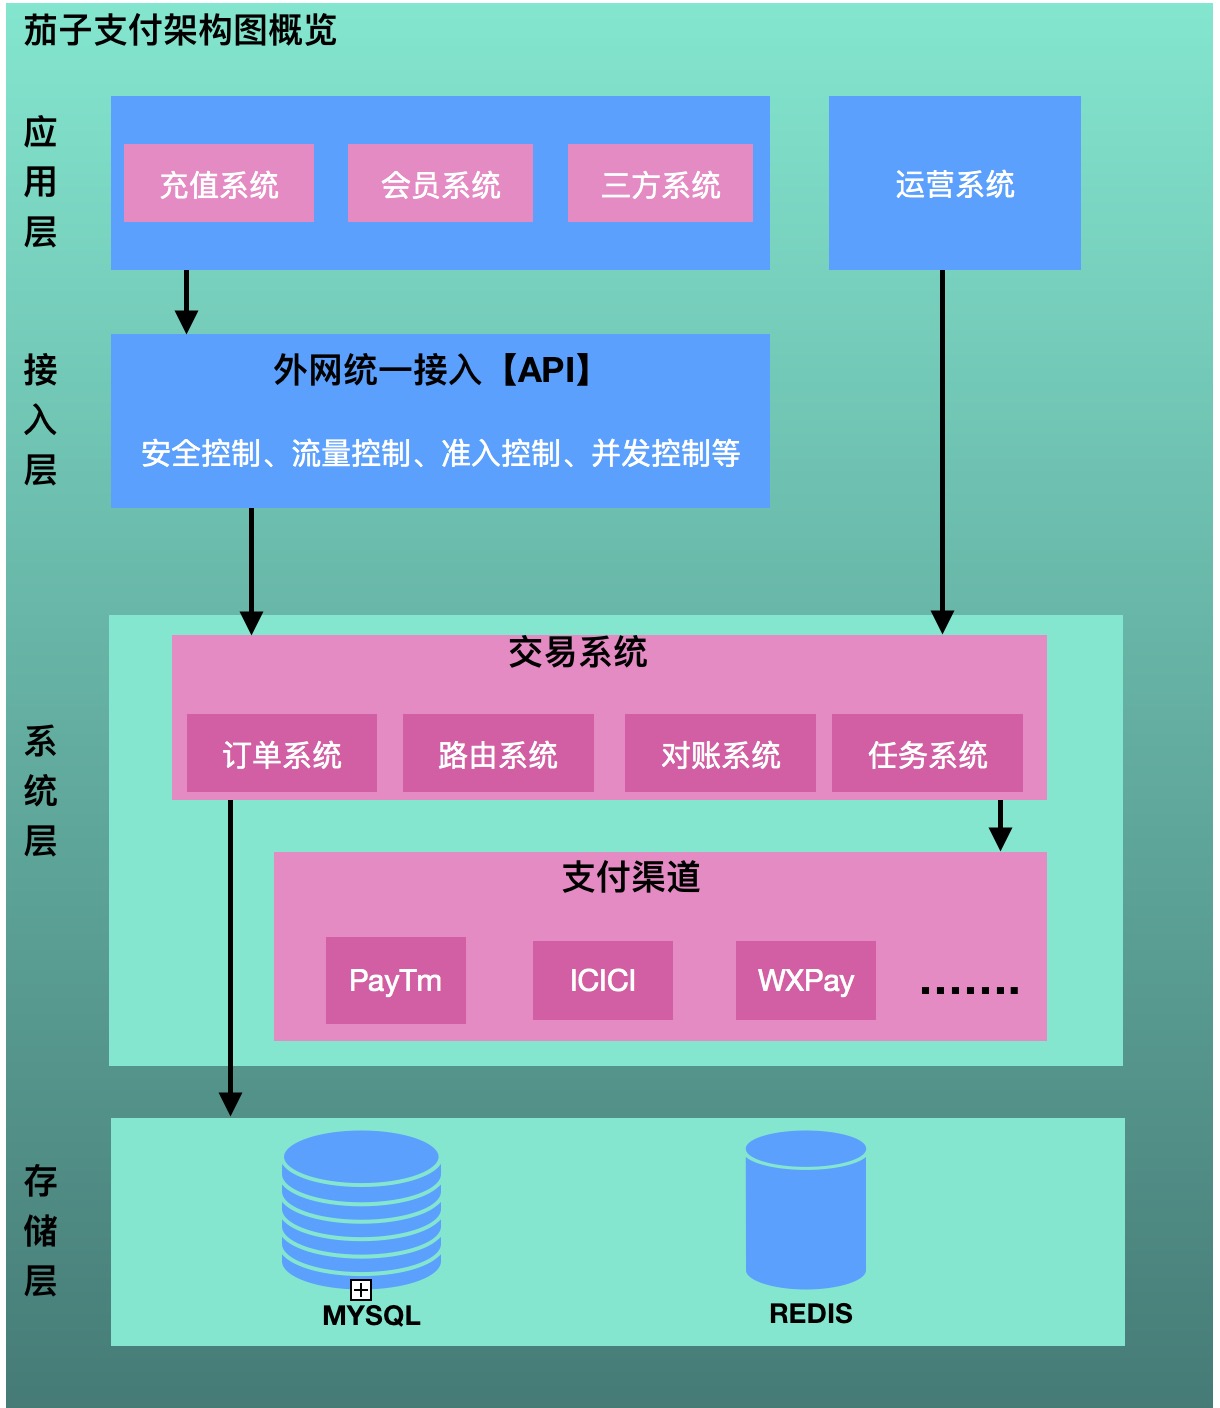 茄子支付架构图概览
应用层
充值系统
会员系统
三方系统
运营系统
接入层
外网统一接入【API】
安全控制、流量控制、准入控制、并发控制等
系统层
交易系统
订单系统
路由系统
对账系统
任务系统
支付渠道
PayTm
ICICI
WXPay
.......
存储层
MYSQL
REDIS